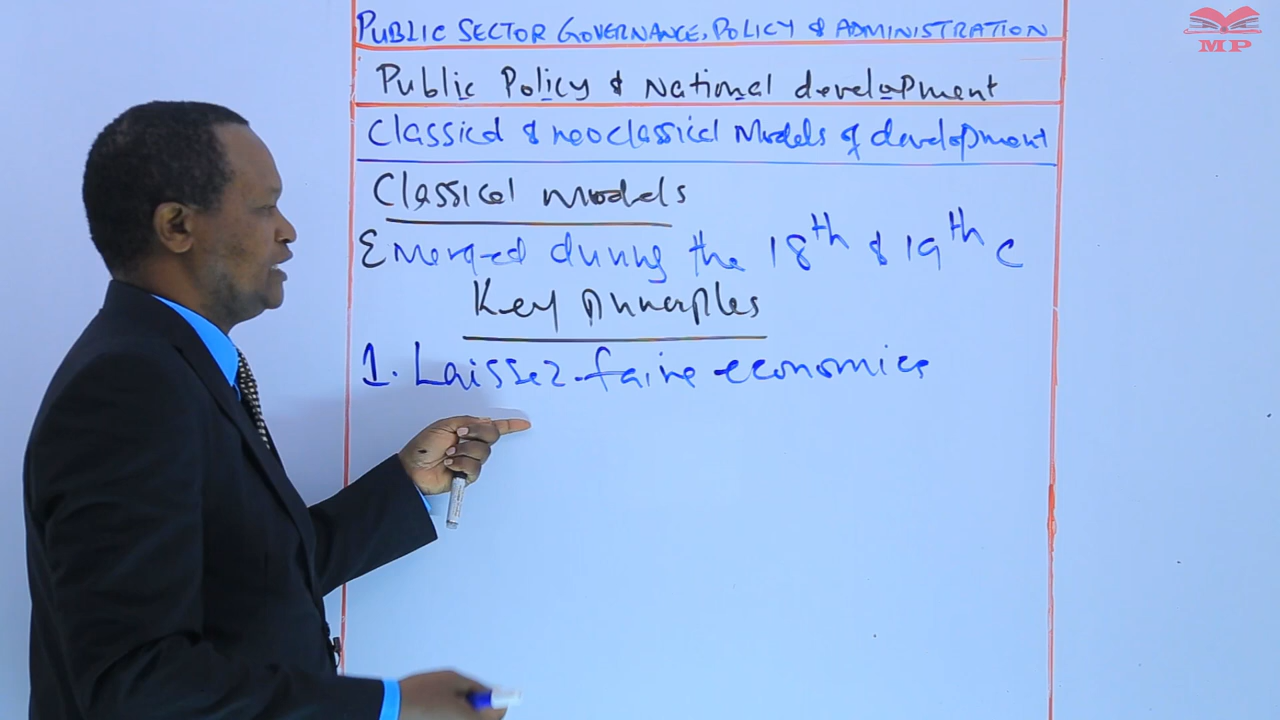 PUBLIC SECTOR GOVERNANCE, POLICY & ADMINISTRATION
MP
Public Policy & National development
Classical & neoclassical Models of development
Classical models
Emerged during the 18th & 19th C
Key principles
1. Laissez-faire economics